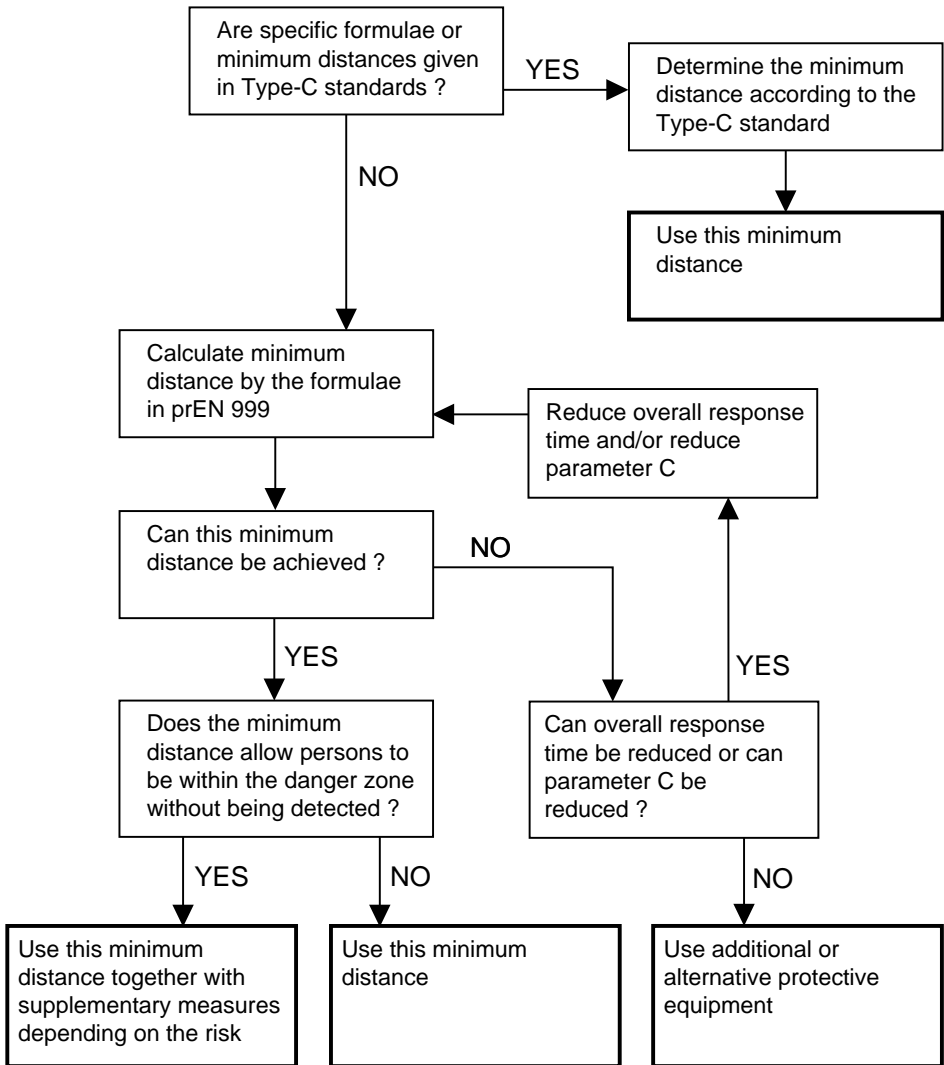 Are specific formulae or
minimum distances given
in Type-C standards ?
YES
Determine the minimum
distance according to the
Type-C standard
NO
Use this minimum
distance
Calculate minimum
distance by the formulae
in prEN 999
Reduce overall response
time and/or reduce
parameter C
Can this minimum
distance be achieved ?
NO
YES
YES
Does the minimum
distance allow persons to
be within the danger zone
without being detected ?
Can overall response
time be reduced or can
parameter C be
reduced ?
YES
NO
NO
Use this minimum
distance together with
supplementary measures
depending on the risk
Use this minimum
distance
Use additional or
alternative protective
equipment